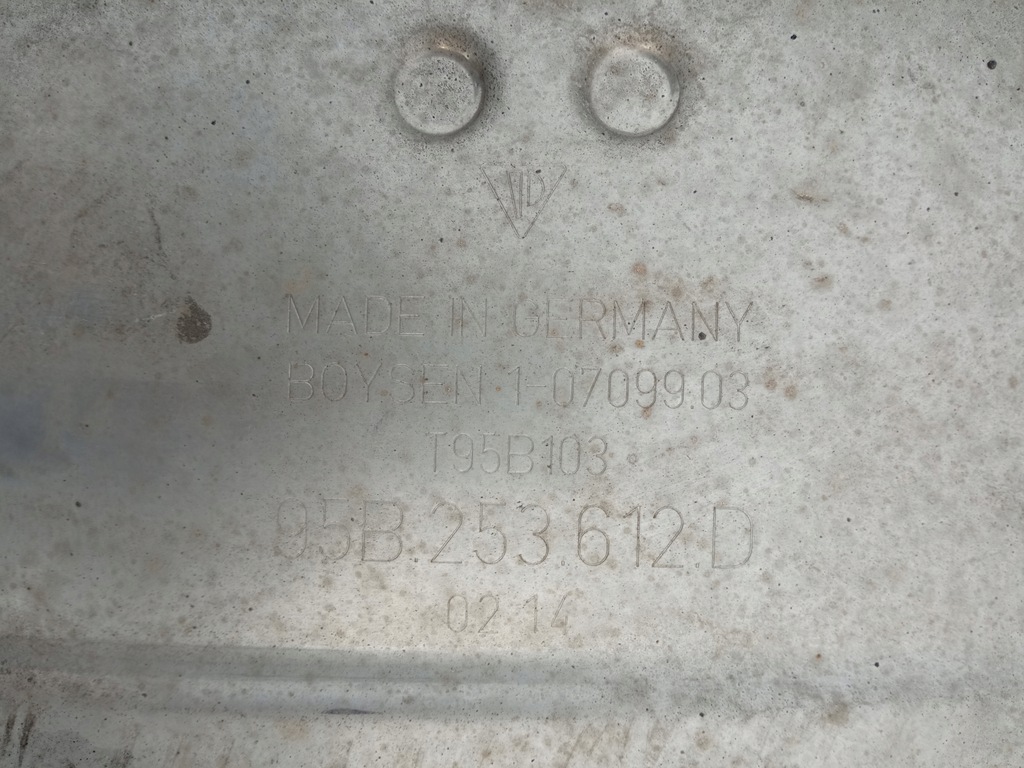 MADE IN GERMANY
BOYSEN 1-07099.03
T95B103
95B.253.612.D
02 14